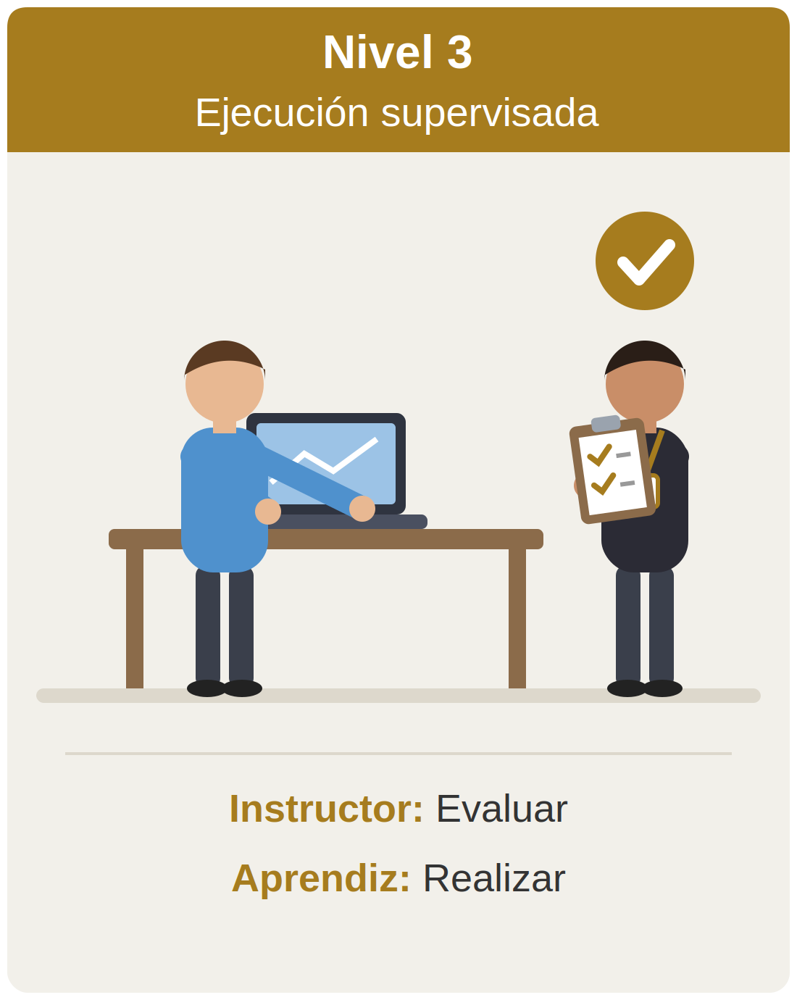 Nivel 3
Ejecución supervisada
Instructor: Evaluar
Aprendiz: Realizar